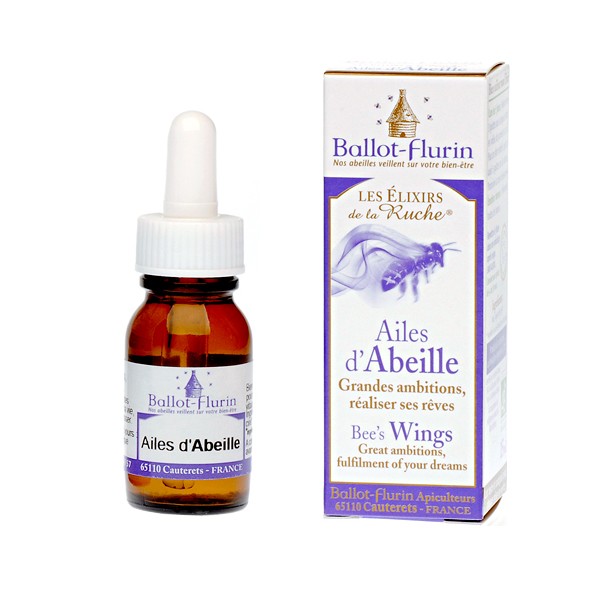 Ballot-Flurin
Nos abeilles veillent sur votre bien-être
Ailes d'Abeille
65110 Cauterets - FRANCE
Ailes d'Abeille
Ballot-Flurin
Nos abeilles veillent sur votre bien-être
LES ÉLIXIRS
de la Ruche®
Ailes
d'Abeille
Grandes ambitions,
réaliser ses rêves
Bee's Wings
Great ambitions,
fulfilment of your dreams
Ballot-Flurin Apiculteurs
65110 Cauterets - FRANCE